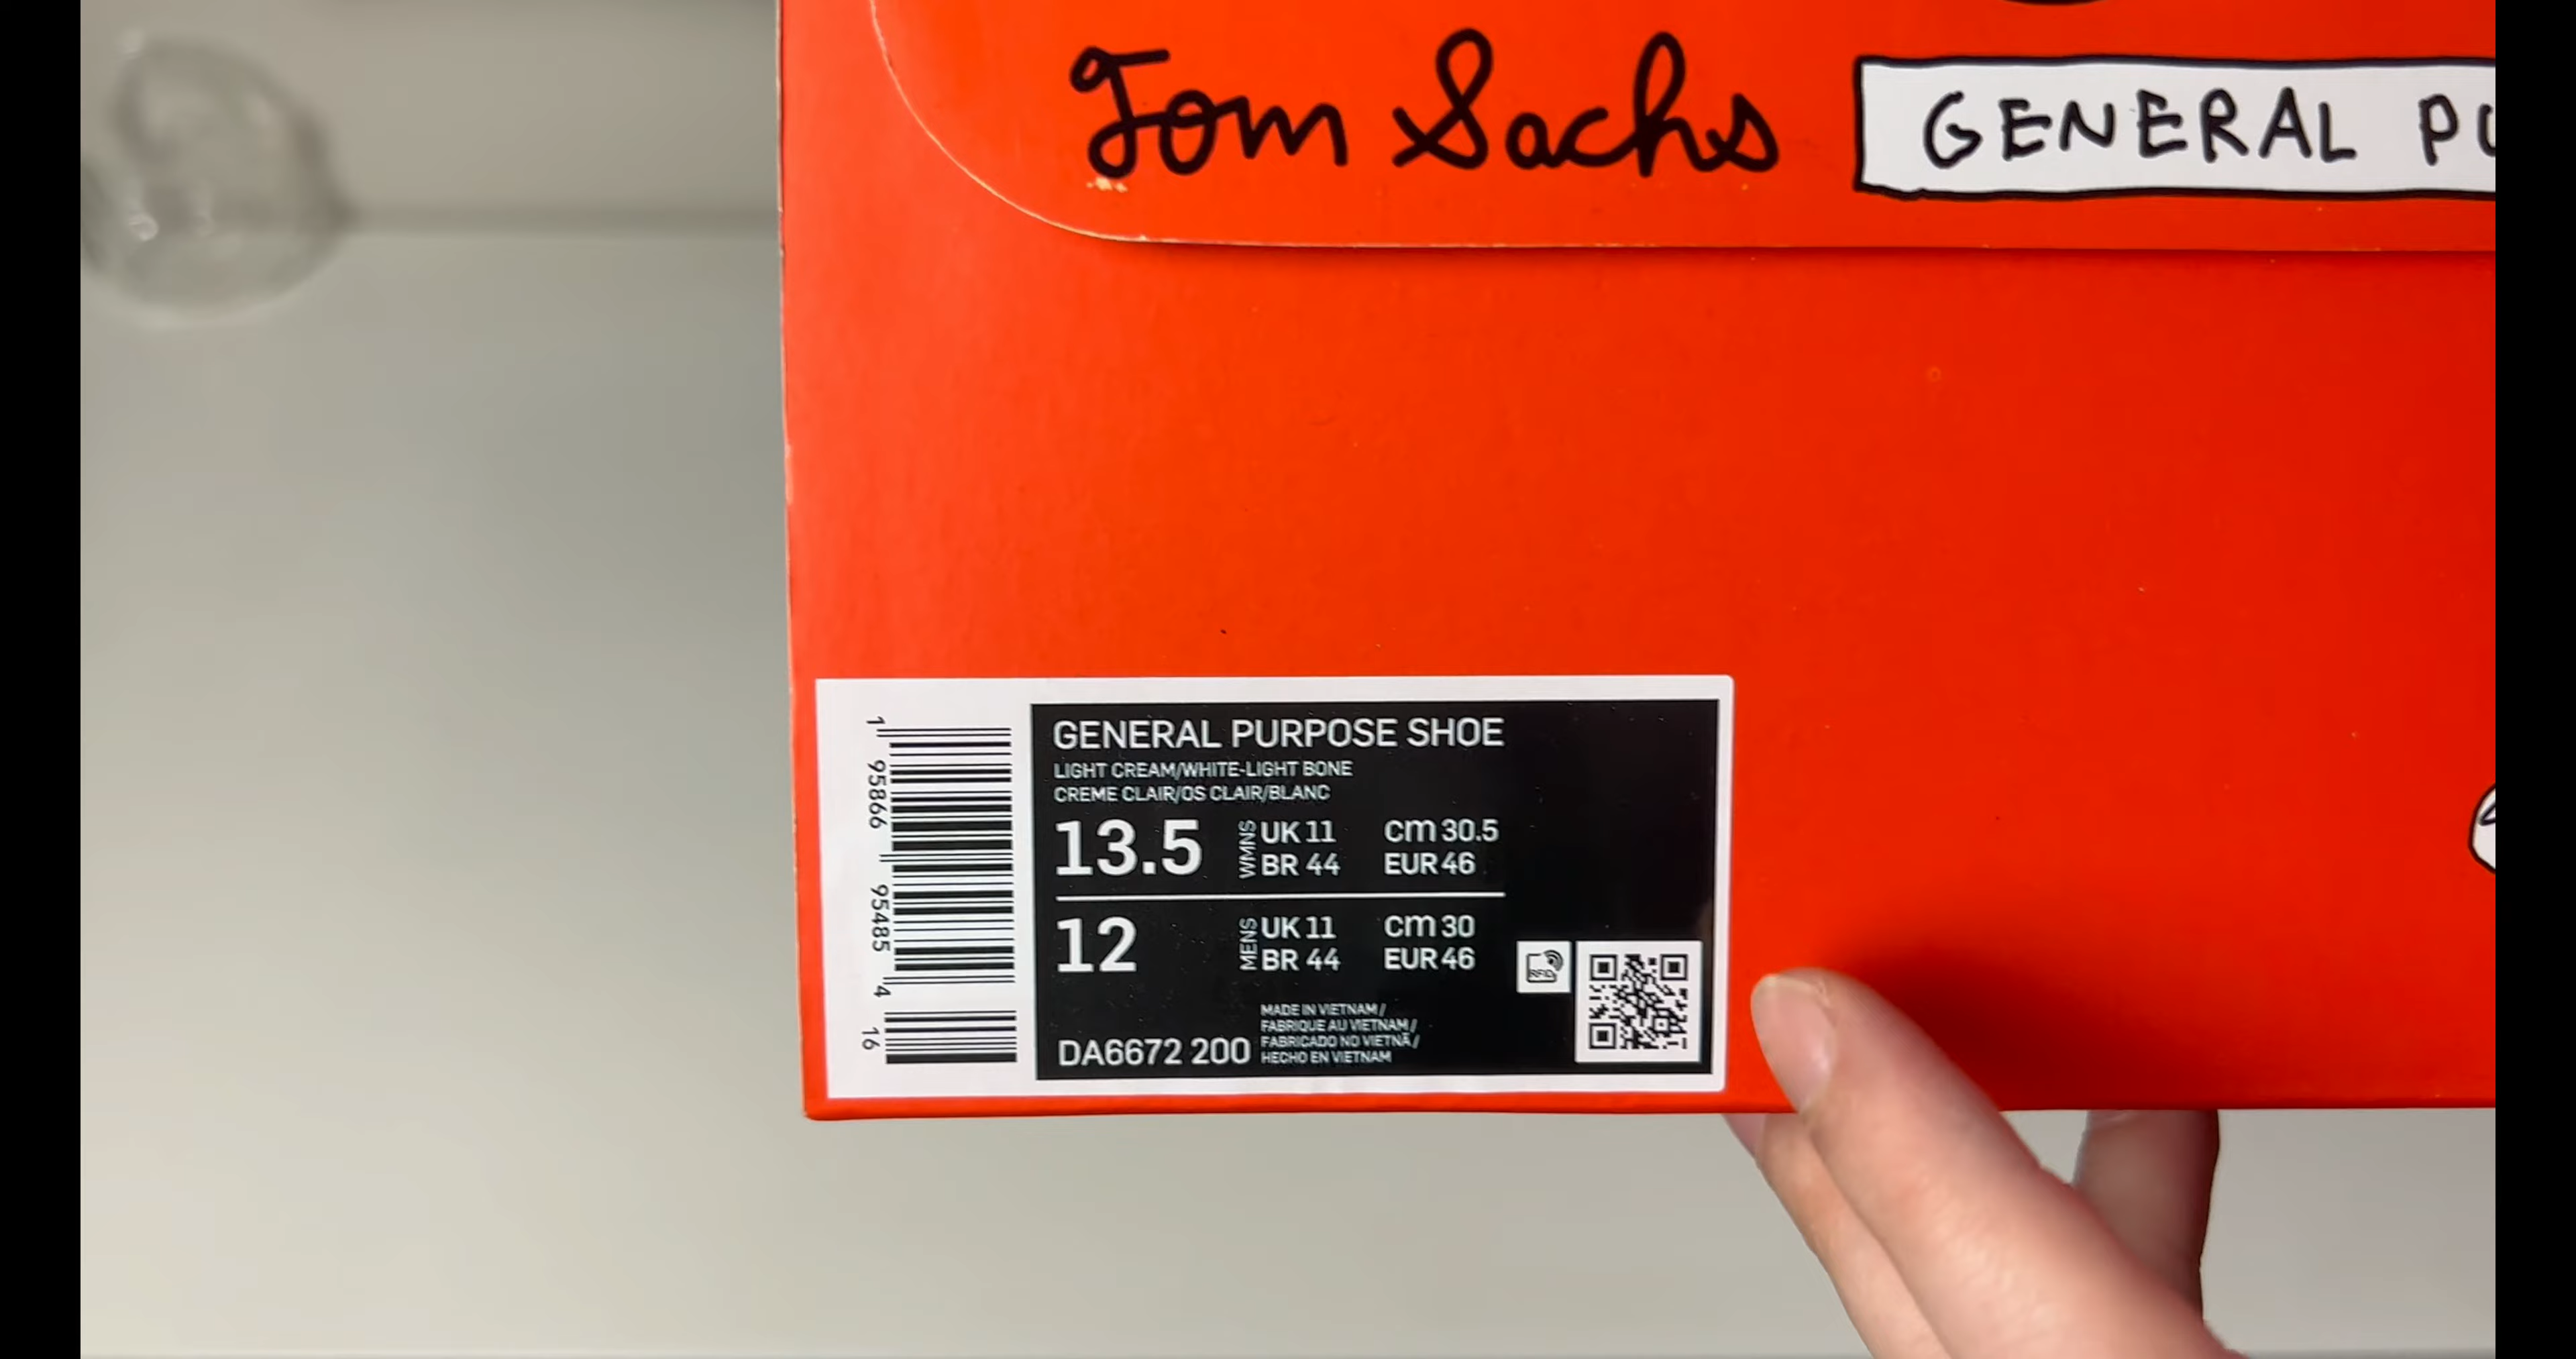 Tom Sachs
GENERAL PU
GENERAL PURPOSE SHOE
LIGHT CREAM/WHITE-LIGHT BONE
CREME CLAIR/OS CLAIR/BLANC
13.5 WMNS UK 11 cm 30.5
BR 44 EUR 46
12 MENS UK 11 cm 30
BR 44 EUR 46
MADE IN VIETNAM /
FABRIQUE AU VIETNAM /
FABRICADO NO VIETNÃ /
HECHO EN VIETNAM
DA6672 200
RFID
1 95866 95485 4 16